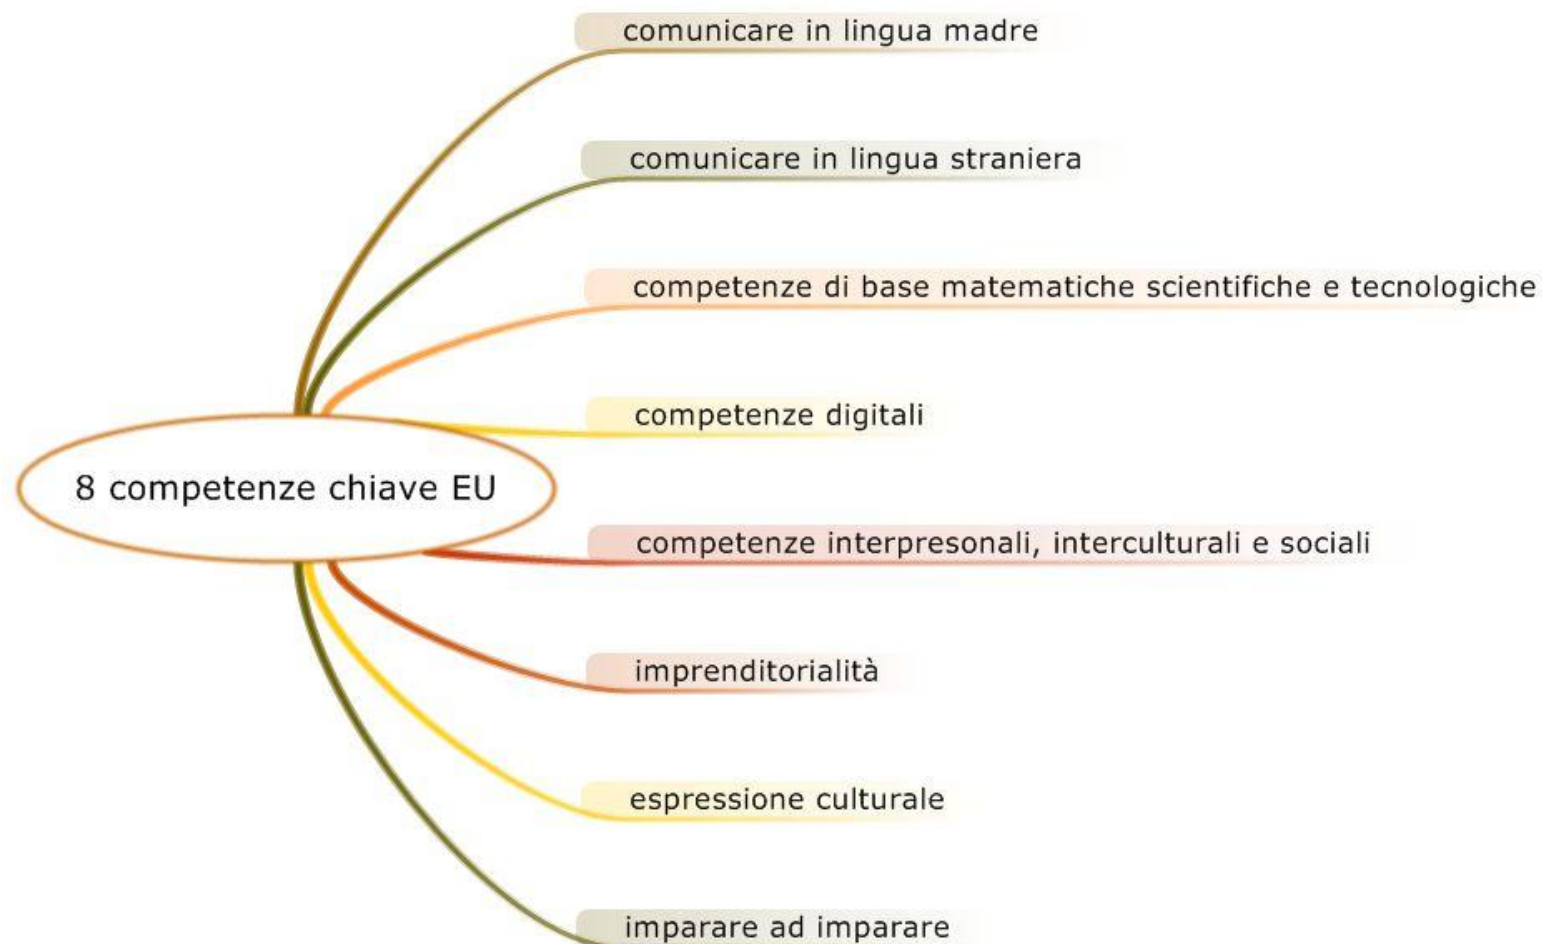 comunicare in lingua madre
comunicare in lingua straniera
competenze di base matematiche scientifiche e tecnologiche
competenze digitali
8 competenze chiave EU
competenze interpresonali, interculturali e sociali
imprenditorialità
espressione culturale
imparare ad imparare